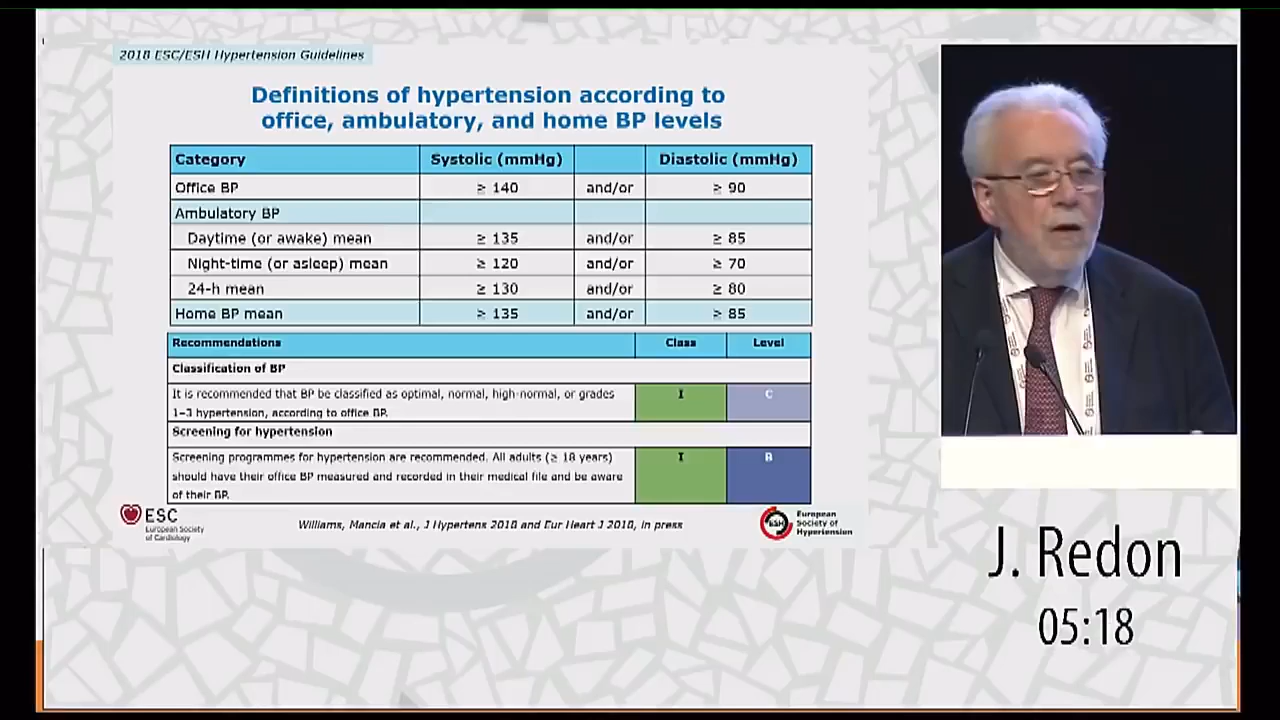 2018 ESC/ESH Hypertension Guidelines
Definitions of hypertension according to
office, ambulatory, and home BP levels
Category Systolic (mmHg) Diastolic (mmHg)
Office BP ≥ 140 and/or ≥ 90
Ambulatory BP
Daytime (or awake) mean ≥ 135 and/or ≥ 85
Night-time (or asleep) mean ≥ 120 and/or ≥ 70
24-h mean ≥ 130 and/or ≥ 80
Home BP mean ≥ 135 and/or ≥ 85
Recommendations Class Level
Classification of BP
It is recommended that BP be classified as optimal, normal, high-normal, or grades I C
1–3 hypertension, according to office BP.
Screening for hypertension
Screening programmes for hypertension are recommended. All adults (≥ 18 years) I B
should have their office BP measured and recorded in their medical file and be aware
of their BP.
ESC
European Society
of Cardiology
Williams, Mancia et al., J Hypertens 2018 and Eur Heart J 2018, in press
ESH
European
Society of
Hypertension
J. Redon
05:18